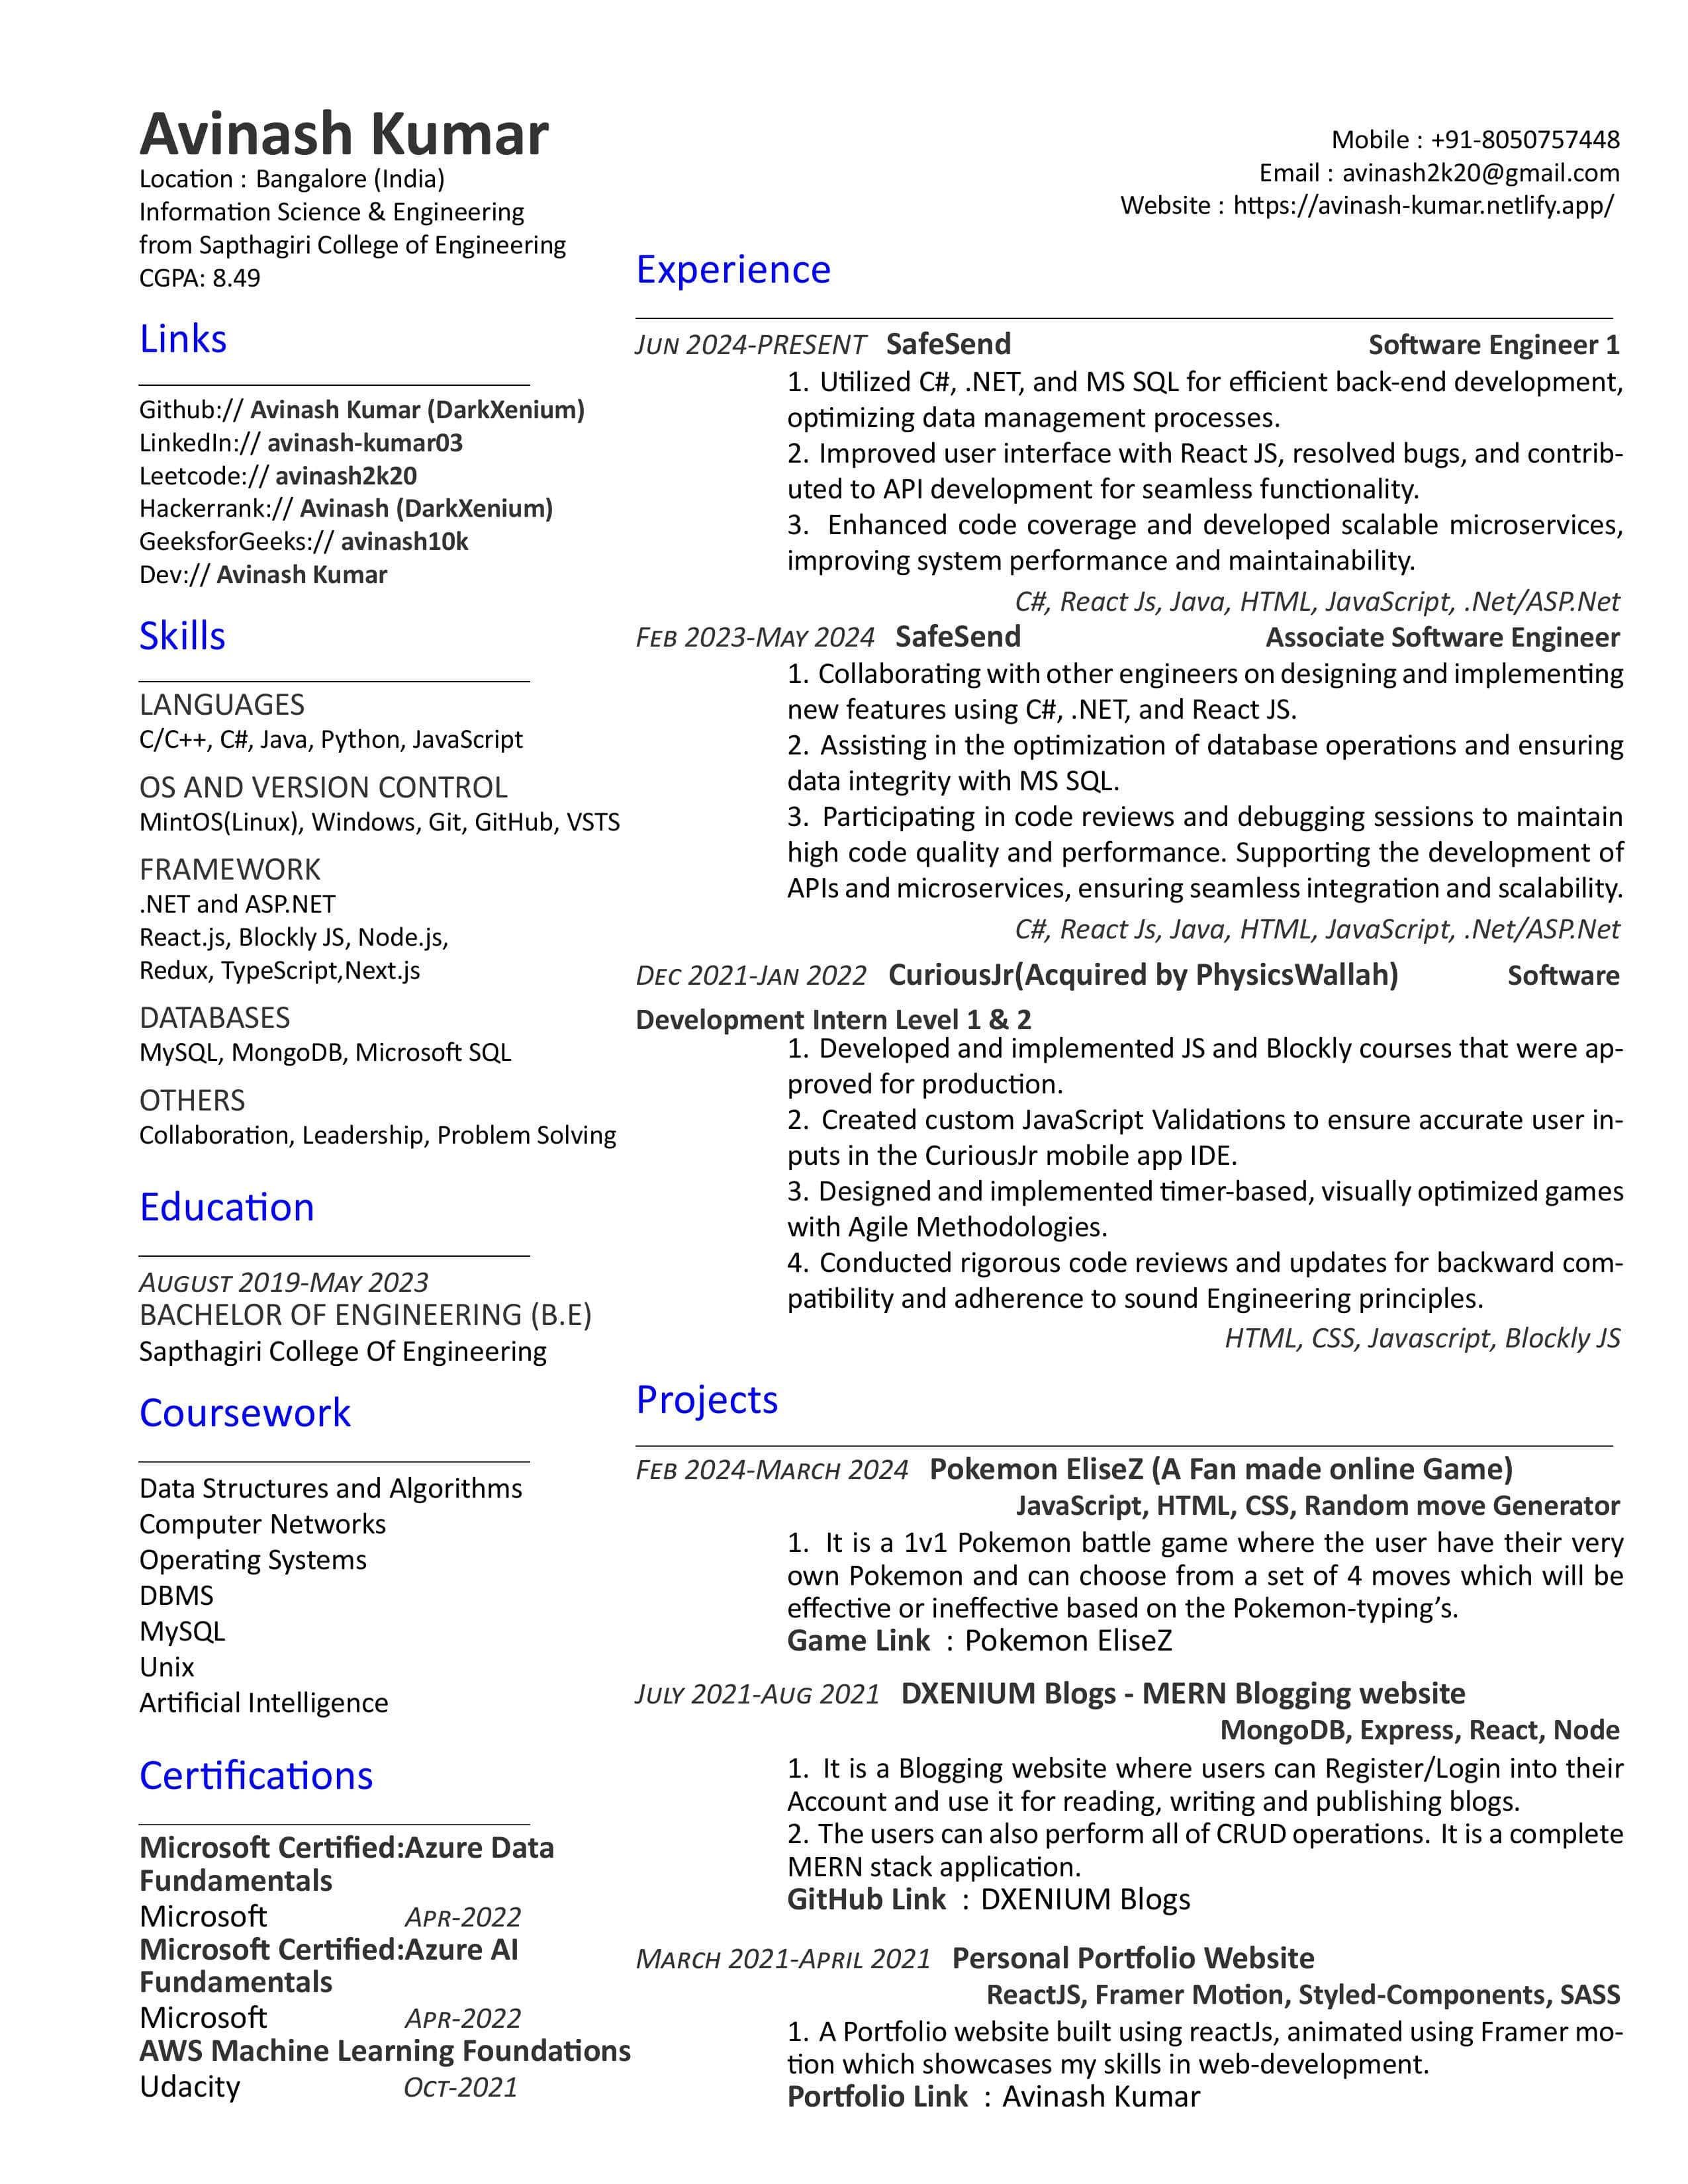 Avinash Kumar
Location : Bangalore (India)
Information Science & Engineering
from Sapthagiri College of Engineering
CGPA: 8.49
Mobile : +91-8050757448
Email : avinash2k20@gmail.com
Website : https://avinash-kumar.netlify.app/
Links
Github:// Avinash Kumar (DarkXenium)
LinkedIn:// avinash-kumar03
Leetcode:// avinash2k20
Hackerrank:// Avinash (DarkXenium)
GeeksforGeeks:// avinash10k
Dev:// Avinash Kumar
Skills
LANGUAGES
C/C++, C#, Java, Python, JavaScript
OS AND VERSION CONTROL
MintOS(Linux), Windows, Git, GitHub, VSTS
FRAMEWORK
.NET and ASP.NET
React.js, Blockly JS, Node.js,
Redux, TypeScript,Next.js
DATABASES
MySQL, MongoDB, Microsoft SQL
OTHERS
Collaboration, Leadership, Problem Solving
Education
August 2019-May 2023
BACHELOR OF ENGINEERING (B.E)
Sapthagiri College Of Engineering
Coursework
Data Structures and Algorithms
Computer Networks
Operating Systems
DBMS
MySQL
Unix
Artificial Intelligence
Certifications
Microsoft Certified:Azure Data
Fundamentals
Microsoft Apr-2022
Microsoft Certified:Azure AI
Fundamentals
Microsoft Apr-2022
AWS Machine Learning Foundations
Udacity Oct-2021
Experience
Jun 2024-PRESENT SafeSend Software Engineer 1
1. Utilized C#, .NET, and MS SQL for efficient back-end development,
optimizing data management processes.
2. Improved user interface with React JS, resolved bugs, and contrib-
uted to API development for seamless functionality.
3. Enhanced code coverage and developed scalable microservices,
improving system performance and maintainability.
C#, React Js, Java, HTML, JavaScript, .Net/ASP.Net
Feb 2023-May 2024 SafeSend Associate Software Engineer
1. Collaborating with other engineers on designing and implementing
new features using C#, .NET, and React JS.
2. Assisting in the optimization of database operations and ensuring
data integrity with MS SQL.
3. Participating in code reviews and debugging sessions to maintain
high code quality and performance. Supporting the development of
APIs and microservices, ensuring seamless integration and scalability.
C#, React Js, Java, HTML, JavaScript, .Net/ASP.Net
Dec 2021-Jan 2022 CuriousJr(Acquired by PhysicsWallah) Software
Development Intern Level 1 & 2
1. Developed and implemented JS and Blockly courses that were ap-
proved for production.
2. Created custom JavaScript Validations to ensure accurate user in-
puts in the CuriousJr mobile app IDE.
3. Designed and implemented timer-based, visually optimized games
with Agile Methodologies.
4. Conducted rigorous code reviews and updates for backward com-
patibility and adherence to sound Engineering principles.
HTML, CSS, Javascript, Blockly JS
Projects
Feb 2024-March 2024 Pokemon EliseZ (A Fan made online Game)
JavaScript, HTML, CSS, Random move Generator
1. It is a 1v1 Pokemon battle game where the user have their very
own Pokemon and can choose from a set of 4 moves which will be
effective or ineffective based on the Pokemon-typing’s.
Game Link : Pokemon EliseZ
July 2021-Aug 2021 DXENIUM Blogs - MERN Blogging website
MongoDB, Express, React, Node
1. It is a Blogging website where users can Register/Login into their
Account and use it for reading, writing and publishing blogs.
2. The users can also perform all of CRUD operations. It is a complete
MERN stack application.
GitHub Link : DXENIUM Blogs
March 2021-April 2021 Personal Portfolio Website
ReactJS, Framer Motion, Styled-Components, SASS
1. A Portfolio website built using reactJs, animated using Framer mo-
tion which showcases my skills in web-development.
Portfolio Link : Avinash Kumar